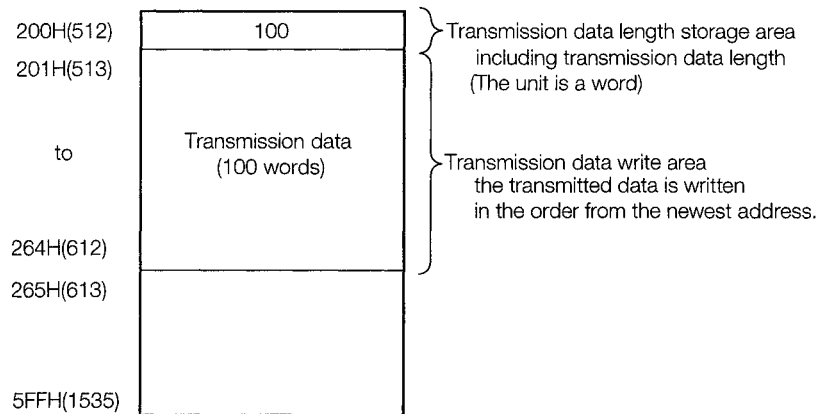 200H(512)
100
Transmission data length storage area
including transmission data length
(The unit is a word)
201H(513)
to
Transmission data
(100 words)
Transmission data write area
the transmitted data is written
in the order from the newest address.
264H(612)
265H(613)
5FFH(1535)